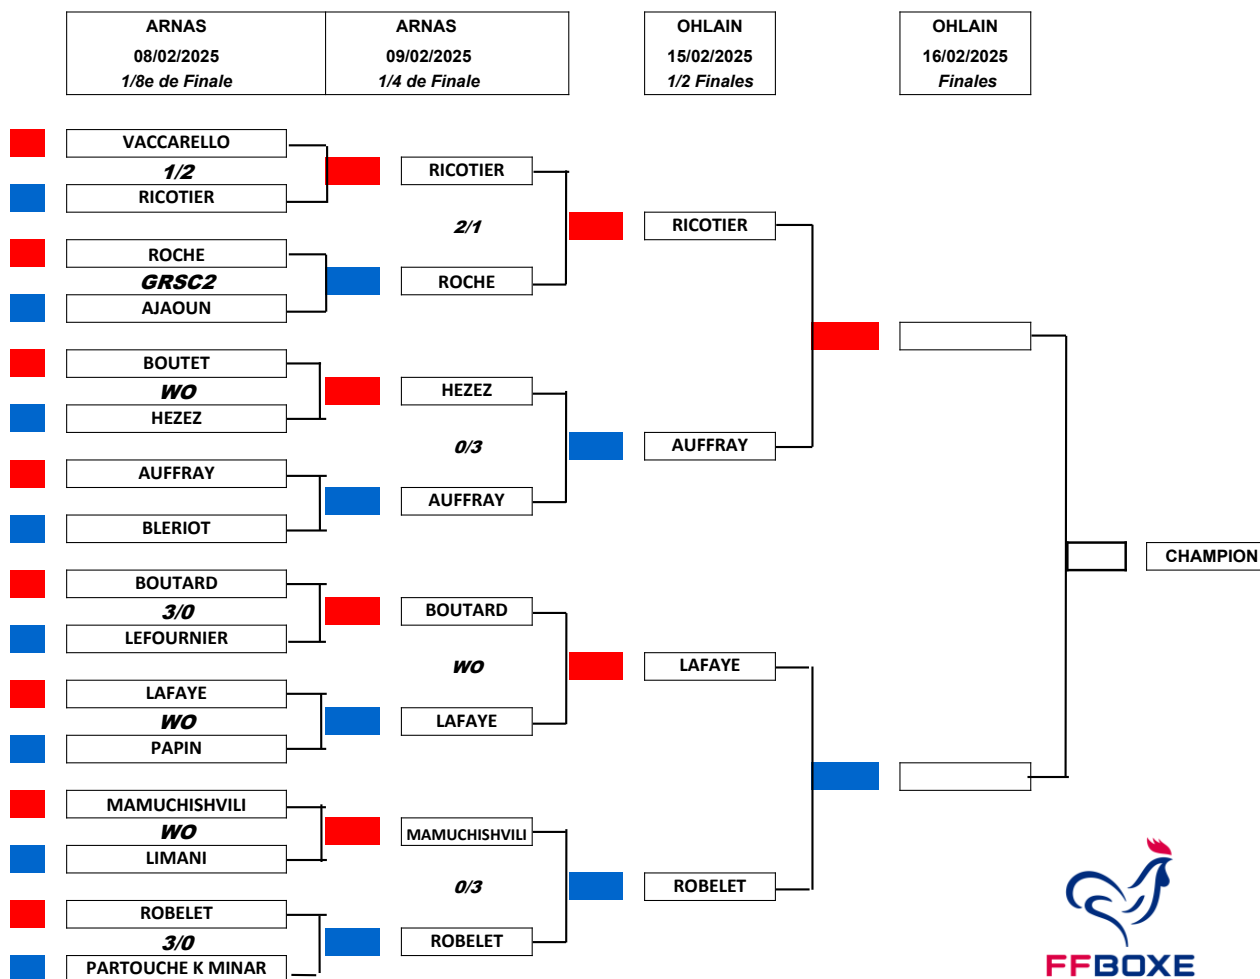 ARNAS
08/02/2025
1/8e de Finale
ARNAS
09/02/2025
1/4 de Finale
OHLAIN
15/02/2025
1/2 Finales
OHLAIN
16/02/2025
Finales
VACCARELLO
1/2
RICOTIER
ROCHE
GRSC2
AJAOUN
BOUTET
WO
HEZEZ
AUFFRAY
BLERIOT
BOUTARD
3/0
LEFOURNIER
LAFAYE
WO
PAPIN
MAMUCHISHVILI
WO
LIMANI
ROBELET
3/0
PARTOUCHE K MINAR
RICOTIER
2/1
ROCHE
HEZEZ
0/3
AUFFRAY
BOUTARD
WO
LAFAYE
MAMUCHISHVILI
0/3
ROBELET
RICOTIER
AUFFRAY
LAFAYE
ROBELET
CHAMPION
FFBOXE